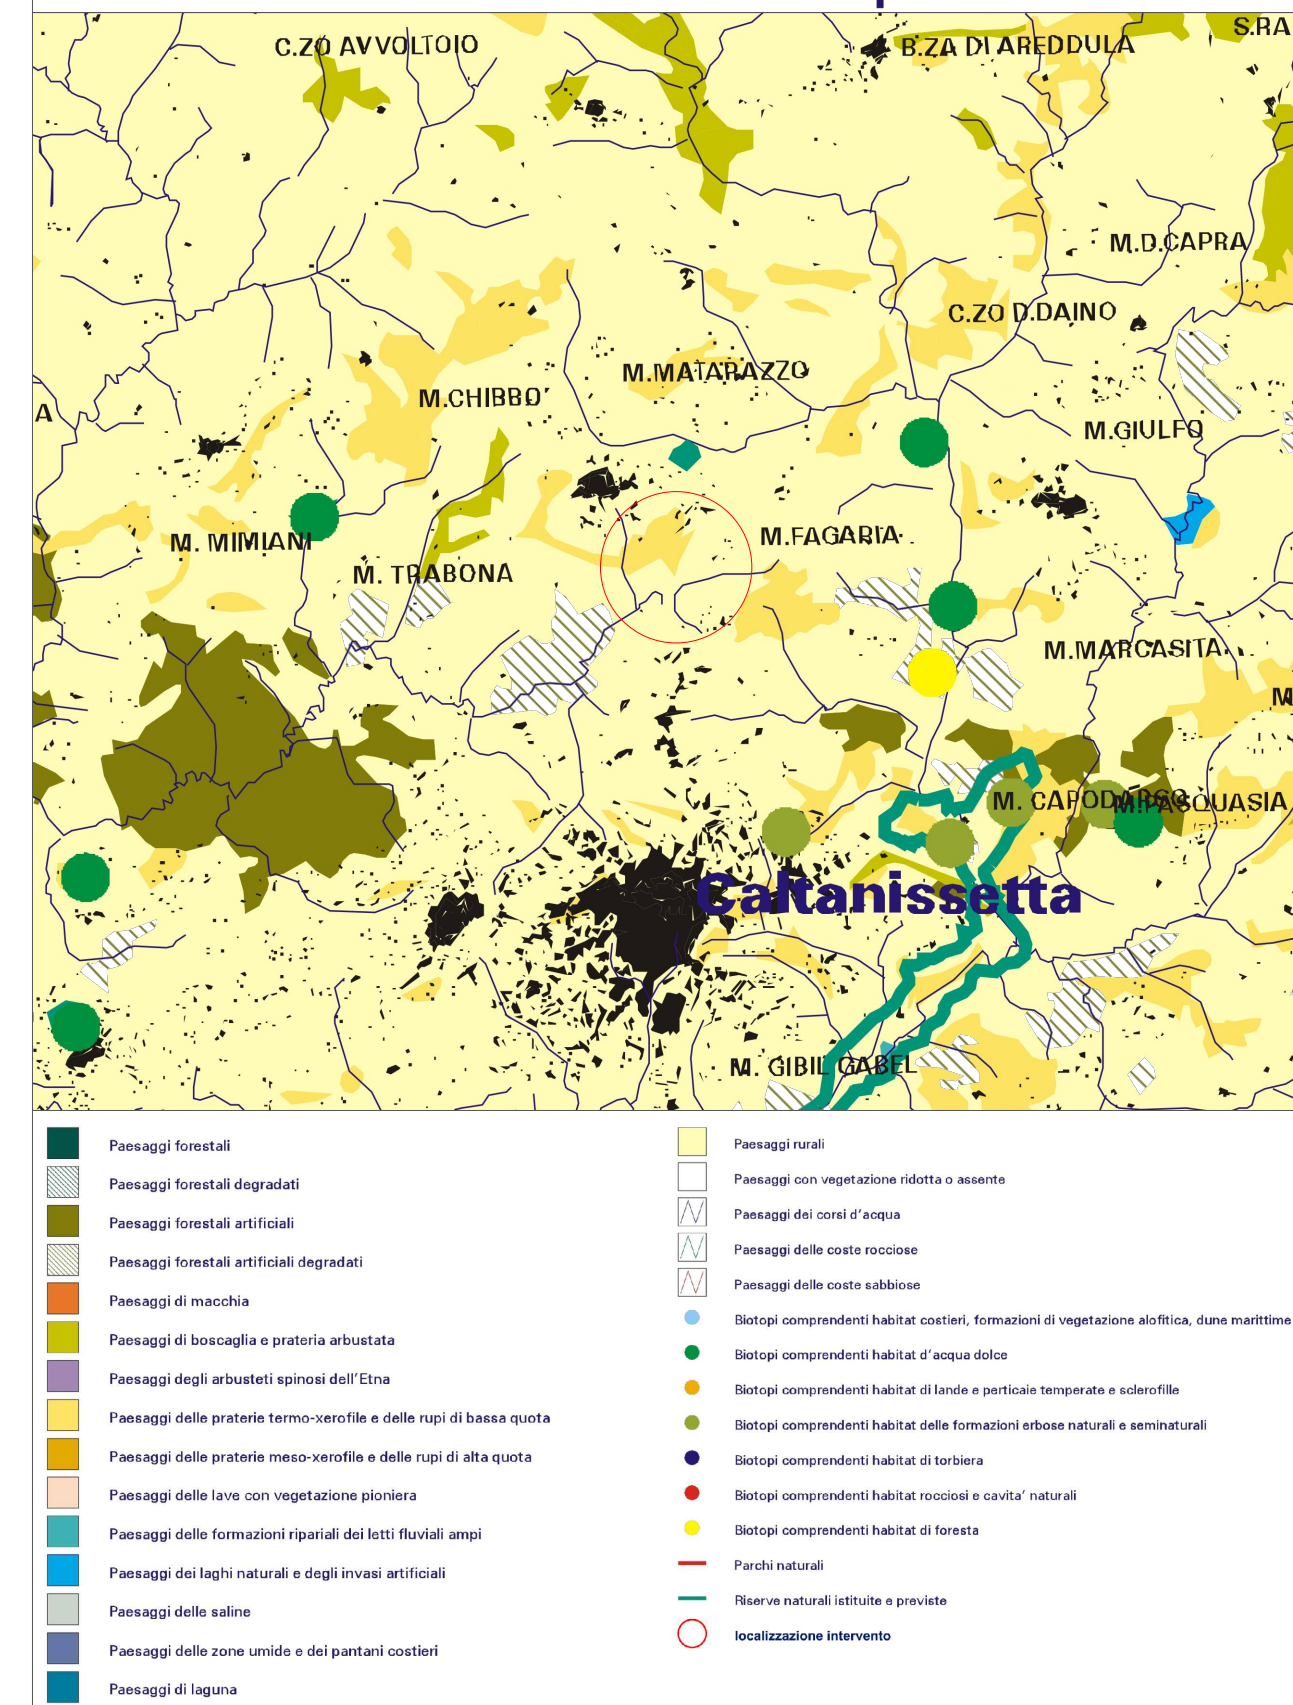 S.RA
C.ZO AVVOLTOIO
B.ZA DI AREDDULA
M.D.CAPRA
C.ZO D.DAINO
M.MATARAZZO
M.CHIBBO'
A
M.GIULFO
M.FAGARIA
M. MIMIANI
M. TRABONA
M.MARCASITA
M
M. CAPODARSO
M.PASQUASIA
Caltanissetta
M. GIBIL GABEL
Paesaggi forestali
Paesaggi forestali degradati
Paesaggi forestali artificiali
Paesaggi forestali artificiali degradati
Paesaggi di macchia
Paesaggi di boscaglia e prateria arbustata
Paesaggi degli arbusteti spinosi dell'Etna
Paesaggi delle praterie termo-xerofile e delle rupi di bassa quota
Paesaggi delle praterie meso-xerofile e delle rupi di alta quota
Paesaggi delle lave con vegetazione pioniera
Paesaggi delle formazioni ripariali dei letti fluviali ampi
Paesaggi dei laghi naturali e degli invasi artificiali
Paesaggi delle saline
Paesaggi delle zone umide e dei pantani costieri
Paesaggi di laguna
Paesaggi rurali
Paesaggi con vegetazione ridotta o assente
Paesaggi dei corsi d'acqua
Paesaggi delle coste rocciose
Paesaggi delle coste sabbiose
Biotopi comprendenti habitat costieri, formazioni di vegetazione alofitica, dune marittime
Biotopi comprendenti habitat d'acqua dolce
Biotopi comprendenti habitat di lande e perticaie temperate e sclerofille
Biotopi comprendenti habitat delle formazioni erbose naturali e seminaturali
Biotopi comprendenti habitat di torbiera
Biotopi comprendenti habitat rocciosi e cavita' naturali
Biotopi comprendenti habitat di foresta
Parchi naturali
Riserve naturali istituite e previste
localizzazione intervento